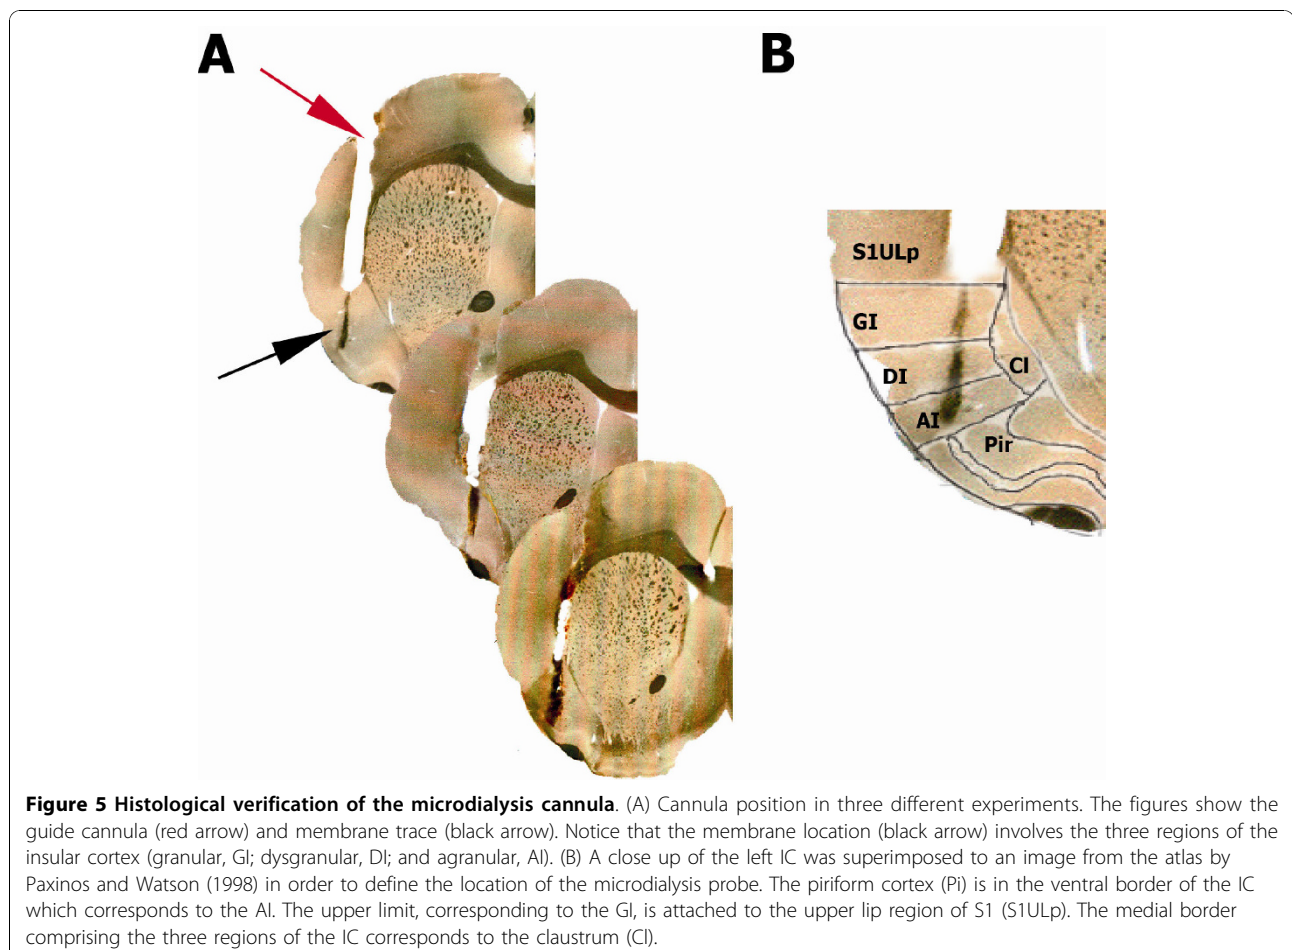 A
B
S1ULp
GI
DI
Cl
AI
Pir
Figure 5 Histological verification of the microdialysis cannula. (A) Cannula position in three different experiments. The figures show the
guide cannula (red arrow) and membrane trace (black arrow). Notice that the membrane location (black arrow) involves the three regions of the
insular cortex (granular, GI; dysgranular, DI; and agranular, AI). (B) A close up of the left IC was superimposed to an image from the atlas by
Paxinos and Watson (1998) in order to define the location of the microdialysis probe. The piriform cortex (Pi) is in the ventral border of the IC
which corresponds to the AI. The upper limit, corresponding to the GI, is attached to the upper lip region of S1 (S1ULp). The medial border
comprising the three regions of the IC corresponds to the claustrum (Cl).